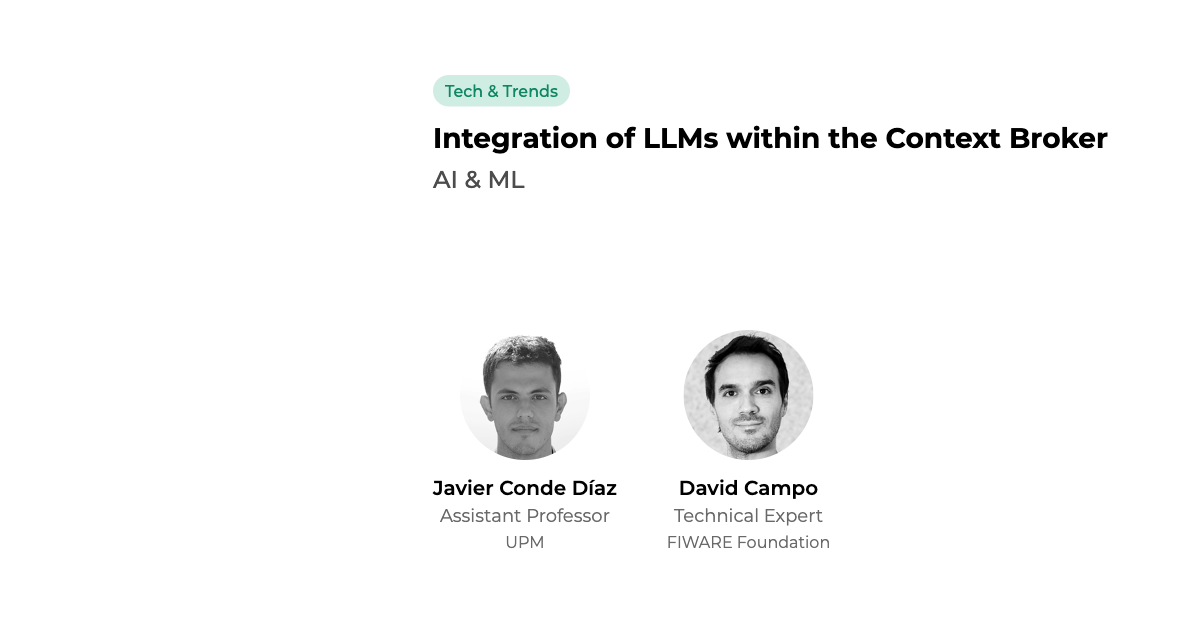 Tech & Trends
Integration of LLMs within the Context Broker
AI & ML
Javier Conde Díaz
Assistant Professor
UPM
David Campo
Technical Expert
FIWARE Foundation